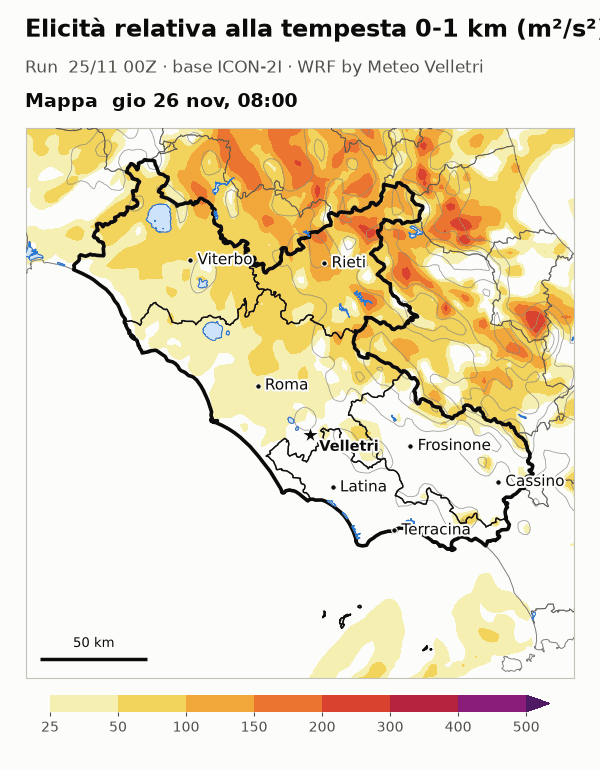 Elicità relativa alla tempesta 0-1 km (m²/s²)
Run 25/11 00Z · base ICON-2I · WRF by Meteo Velletri
Mappa gio 26 nov, 08:00
Viterbo
Rieti
Roma
Velletri
Frosinone
Cassino
Latina
Terracina
50 km
25 50 100 150 200 300 400 500